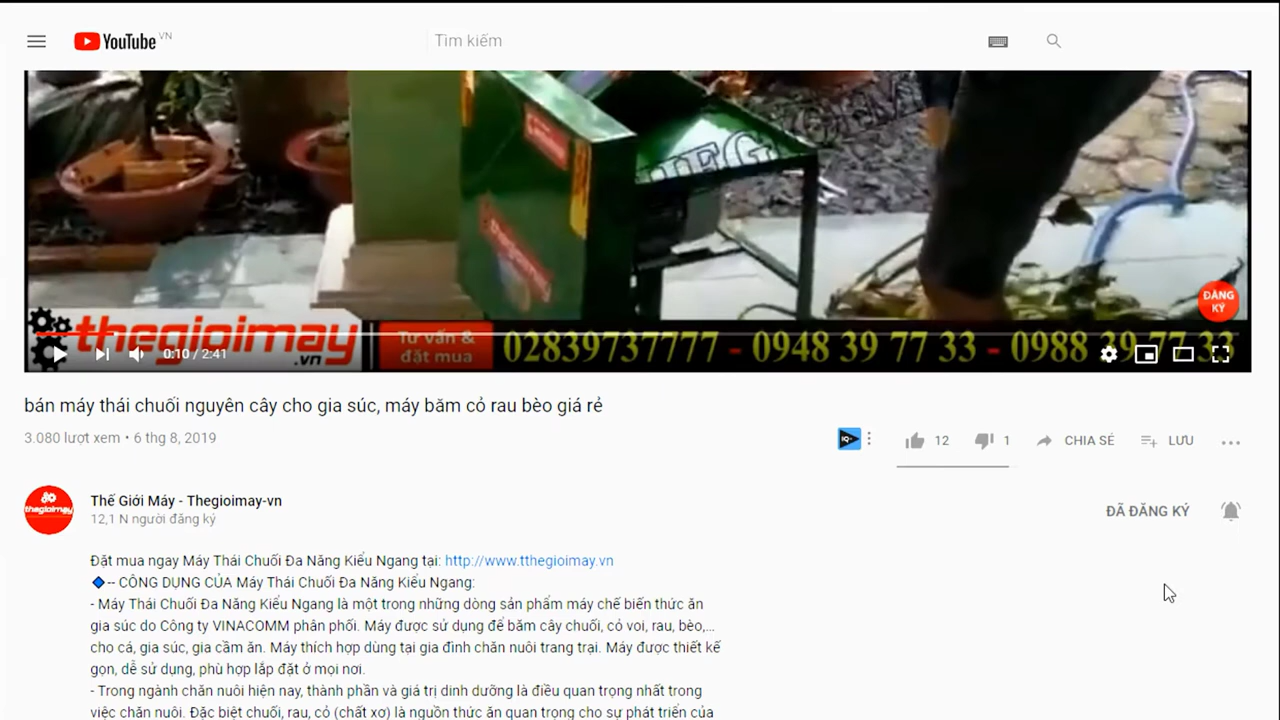 YouTube VN
Tìm kiếm
ĐĂNG
KÝ
thegioimay
.vn
Tư vấn &
đặt mua
02839737777 - 0948 39 77 33 - 0988 39 77 33
0:10 / 2:41
bán máy thái chuối nguyên cây cho gia súc, máy băm cỏ rau bèo giá rẻ
3.080 lượt xem • 6 thg 8, 2019
12
1
CHIA SẺ
LƯU
thegioimay
Thế Giới Máy - Thegioimay-vn
12,1 N người đăng ký
ĐÃ ĐĂNG KÝ
Đặt mua ngay Máy Thái Chuối Đa Năng Kiểu Ngang tại: http://www.tthegioimay.vn
-- CÔNG DỤNG CỦA Máy Thái Chuối Đa Năng Kiểu Ngang:
- Máy Thái Chuối Đa Năng Kiểu Ngang là một trong những dòng sản phẩm máy chế biến thức ăn
gia súc do Công ty VINACOMM phân phối. Máy được sử dụng để băm cây chuối, cỏ voi, rau, bèo,...
cho cá, gia súc, gia cầm ăn. Máy thích hợp dùng tại gia đình chăn nuôi trang trại. Máy được thiết kế
gọn, dễ sử dụng, phù hợp lắp đặt ở mọi nơi.
- Trong ngành chăn nuôi hiện nay, thành phần và giá trị dinh dưỡng là điều quan trọng nhất trong
việc chăn nuôi. Đặc biệt chuối, rau, cỏ (chất xơ) là nguồn thức ăn quan trọng cho sự phát triển của